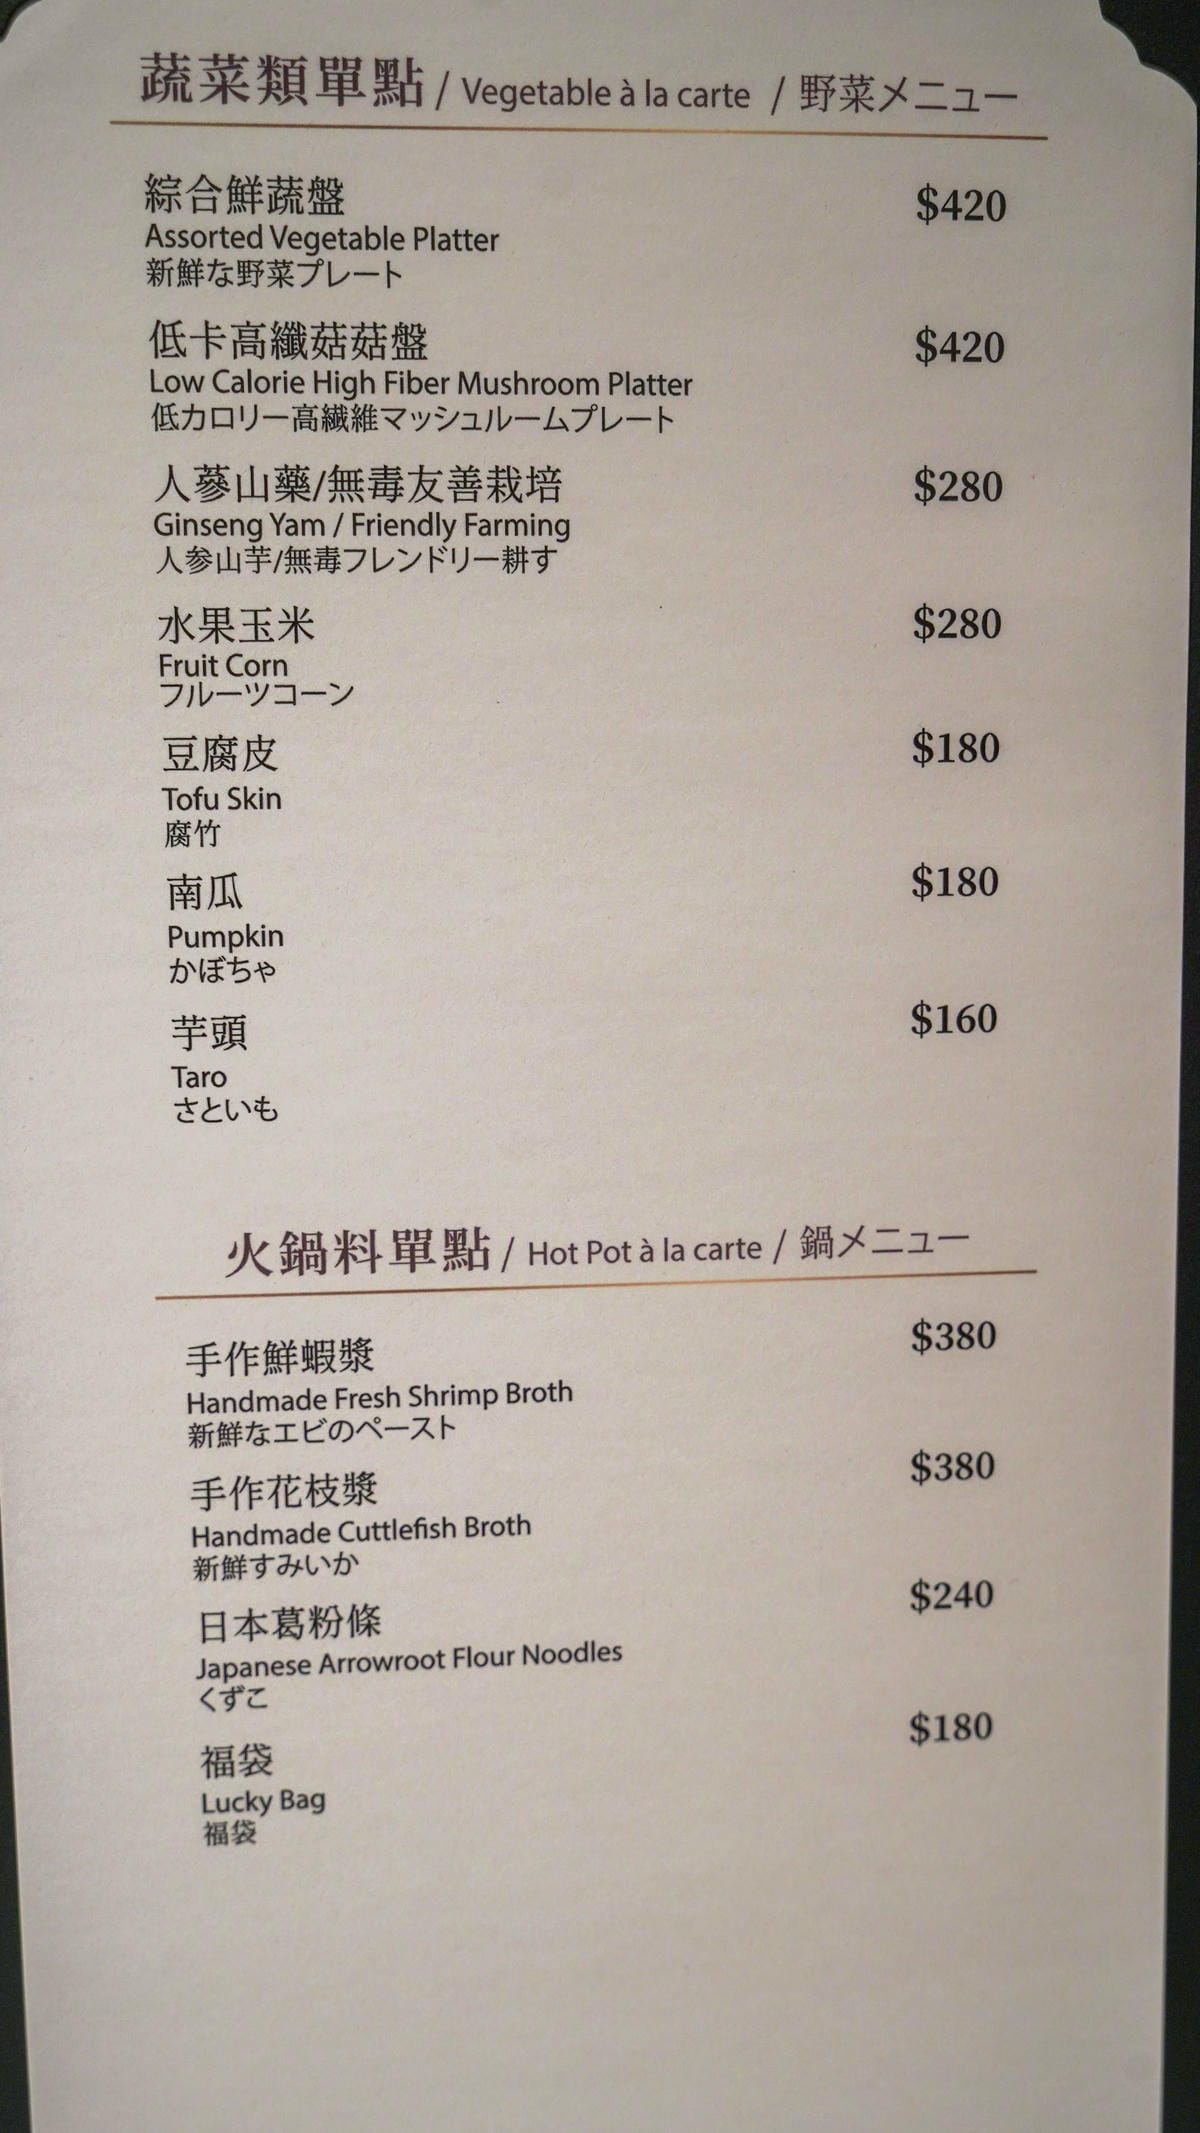 蔬菜類單點 / Vegetable à la carte / 野菜メニュー
綜合鮮蔬盤 $420
Assorted Vegetable Platter
新鮮な野菜プレート
低卡高纖菇菇盤 $420
Low Calorie High Fiber Mushroom Platter
低カロリー高繊維マッシュルームプレート
人蔘山藥/無毒友善栽培 $280
Ginseng Yam / Friendly Farming
人参山芋/無毒フレンドリー耕す
水果玉米 $280
Fruit Corn
フルーツコーン
豆腐皮 $180
Tofu Skin
腐竹
南瓜 $180
Pumpkin
かぼちゃ
芋頭 $160
Taro
さといも
火鍋料單點 / Hot Pot à la carte / 鍋メニュー
手作鮮蝦漿 $380
Handmade Fresh Shrimp Broth
新鮮なエビのペースト
手作花枝漿 $380
Handmade Cuttlefish Broth
新鮮すみいか
日本葛粉條 $240
Japanese Arrowroot Flour Noodles
くずこ
福袋 $180
Lucky Bag
福袋